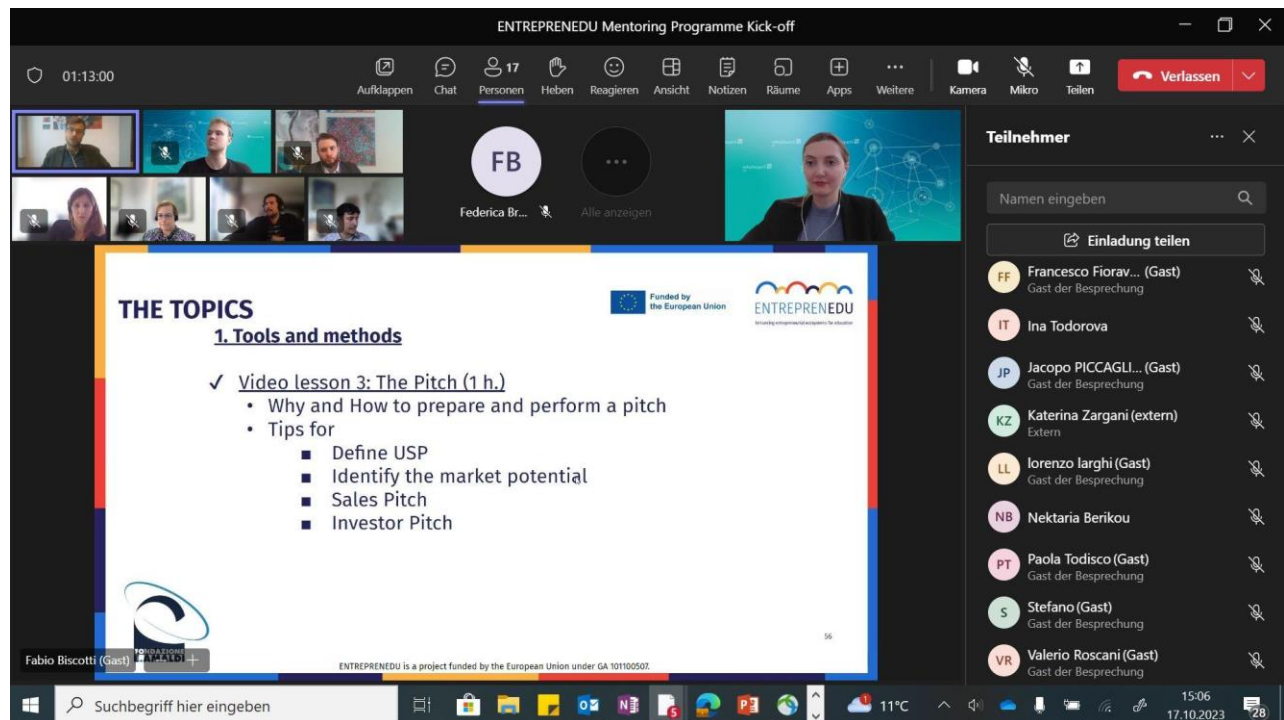 ENTREPRENEDU Mentoring Programme Kick-off
01:13:00
Aufklappen
Chat
17
Personen
Heben
Reagieren
Ansicht
Notizen
Räume
Apps
Weitere
Kamera
Mikro
Teilen
Verlassen
FB
Federica Br...
Alle anzeigen
THE TOPICS
Funded by
the European Union
ENTREPRENEDU
1. Tools and methods
✓ Video lesson 3: The Pitch (1 h.)
• Why and How to prepare and perform a pitch
• Tips for
■ Define USP
■ Identify the market potential
■ Sales Pitch
■ Investor Pitch
56
FONDAZIONE
AMALDI
Fabio Biscotti (Gast)
ENTREPRENEDU is a project funded by the European Union under GA 101100507.
Teilnehmer
Namen eingeben
Einladung teilen
FF
Francesco Fiorav... (Gast)
Gast der Besprechung
IT
Ina Todorova
JP
Jacopo PICCAGLI... (Gast)
Gast der Besprechung
KZ
Katerina Zargani (extern)
Extern
LL
lorenzo larghi (Gast)
Gast der Besprechung
NB
Nektaria Berikou
PT
Paola Todisco (Gast)
Gast der Besprechung
S
Stefano (Gast)
Gast der Besprechung
VR
Valerio Roscani (Gast)
Gast der Besprechung
Suchbegriff hier eingeben
11°C
15:06
17.10.2023
28